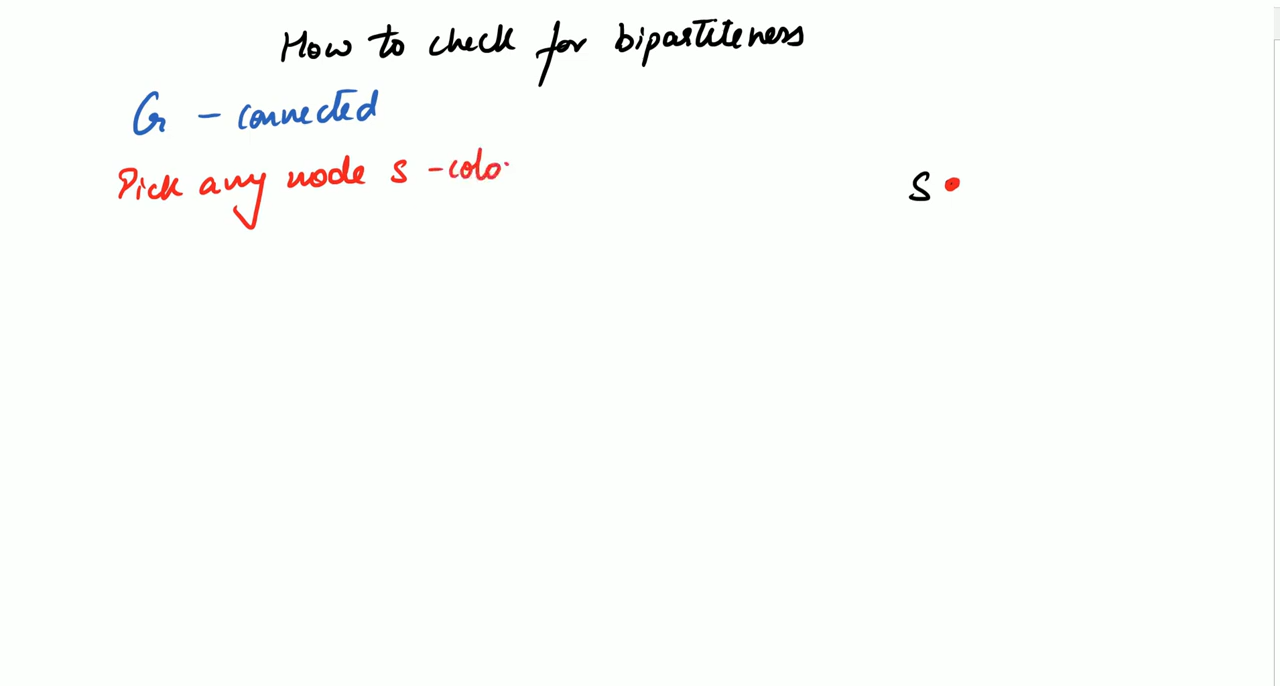 How to check for bipartiteness
G - connected
Pick any node s - colo
S